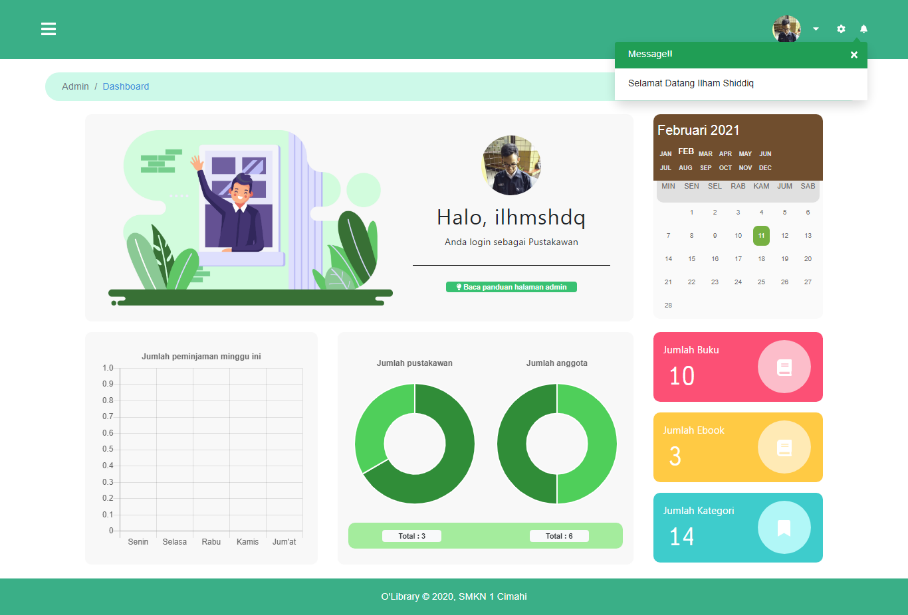 Message!!
×
Selamat Datang Ilham Shiddiq
Admin / Dashboard
Halo, ilhmshdq
Anda login sebagai Pustakawan
Baca panduan halaman admin
Februari 2021
JAN FEB MAR APR MAY JUN
JUL AUG SEP OCT NOV DEC
MIN SEN SEL RAB KAM JUM SAB
1 2 3 4 5 6
7 8 9 10 11 12 13
14 15 16 17 18 19 20
21 22 23 24 25 26 27
28
Jumlah peminjaman minggu ini
1.0
0.9
0.8
0.7
0.6
0.5
0.4
0.3
0.2
0.1
0
Senin Selasa Rabu Kamis Jum'at
Jumlah pustakawan
Total : 3
Jumlah anggota
Total : 6
Jumlah Buku
10
Jumlah Ebook
3
Jumlah Kategori
14
O'Library © 2020, SMKN 1 Cimahi